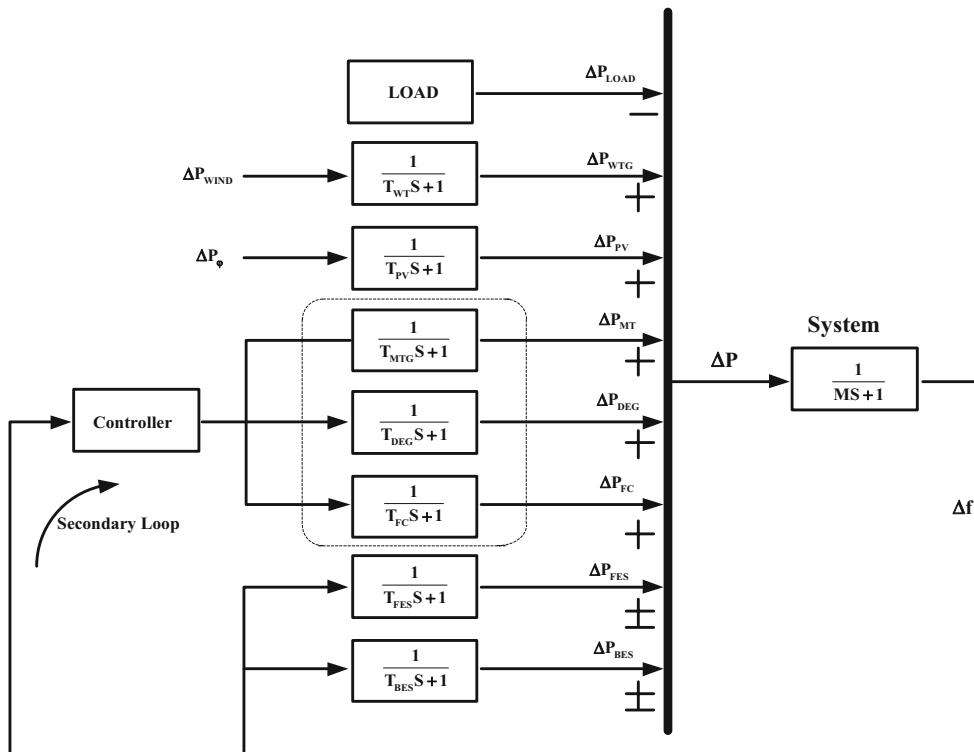 LOAD
ΔP_LOAD
−
ΔP_WIND
1
T_WT S+1
ΔP_WTG
+
ΔP_φ
1
T_PV S+1
ΔP_PV
+
1
T_MTG S+1
ΔP_MT
+
System
ΔP
1
MS+1
Controller
1
T_DEG S+1
ΔP_DEG
+
1
T_FC S+1
ΔP_FC
+
Δf
Secondary Loop
1
T_FES S+1
ΔP_FES
±
1
T_BES S+1
ΔP_BES
±